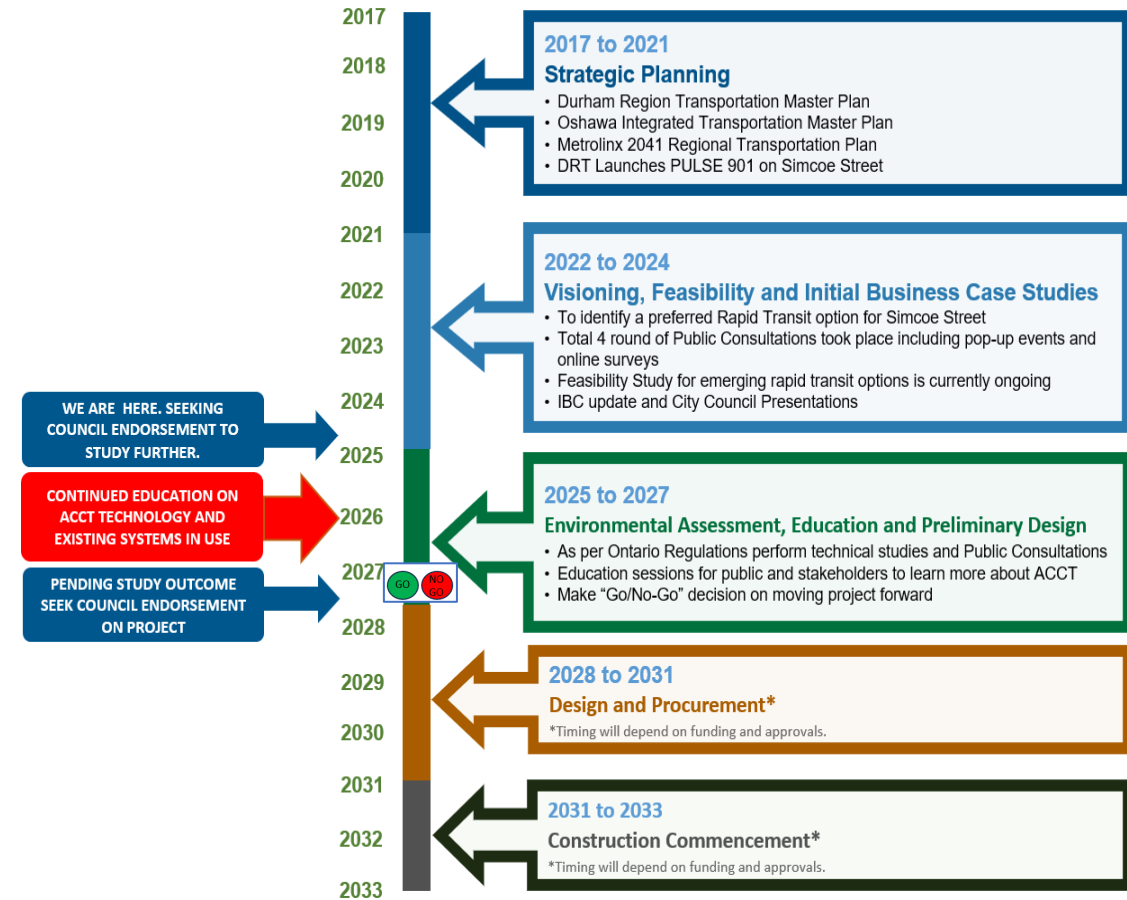 2017
2018
2019
2020
2021
2022
2023
2024
2025
2026
2027
2028
2029
2030
2031
2032
2033
WE ARE HERE. SEEKING
COUNCIL ENDORSEMENT TO
STUDY FURTHER.
CONTINUED EDUCATION ON
ACCT TECHNOLOGY AND
EXISTING SYSTEMS IN USE
PENDING STUDY OUTCOME
SEEK COUNCIL ENDORSEMENT
ON PROJECT
GO
NO
GO
2017 to 2021
Strategic Planning
• Durham Region Transportation Master Plan
• Oshawa Integrated Transportation Master Plan
• Metrolinx 2041 Regional Transportation Plan
• DRT Launches PULSE 901 on Simcoe Street
2022 to 2024
Visioning, Feasibility and Initial Business Case Studies
• To identify a preferred Rapid Transit option for Simcoe Street
• Total 4 round of Public Consultations took place including pop-up events and
online surveys
• Feasibility Study for emerging rapid transit options is currently ongoing
• IBC update and City Council Presentations
2025 to 2027
Environmental Assessment, Education and Preliminary Design
• As per Ontario Regulations perform technical studies and Public Consultations
• Education sessions for public and stakeholders to learn more about ACCT
• Make “Go/No-Go” decision on moving project forward
2028 to 2031
Design and Procurement*
*Timing will depend on funding and approvals.
2031 to 2033
Construction Commencement*
*Timing will depend on funding and approvals.